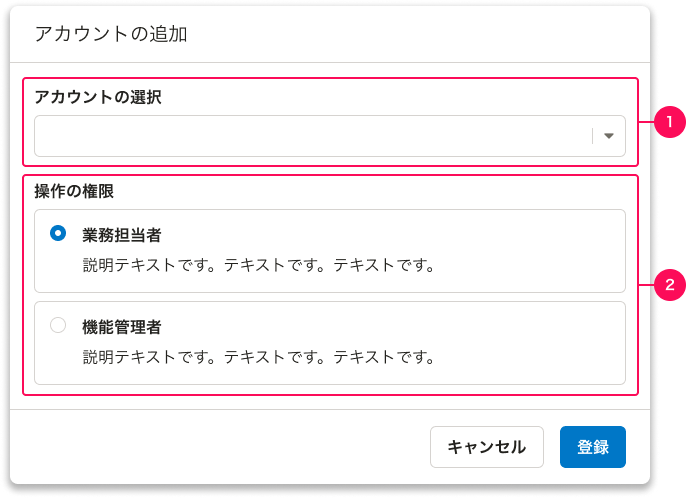 アカウントの追加
アカウントの選択
1
操作の権限
業務担当者
説明テキストです。テキストです。テキストです。
2
機能管理者
説明テキストです。テキストです。テキストです。
キャンセル
登録